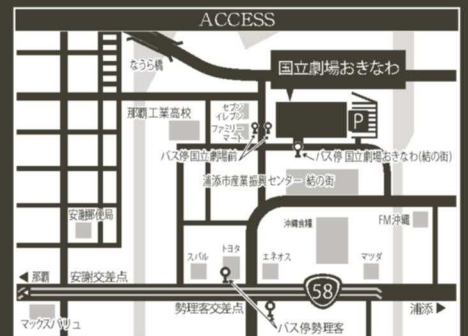 ACCESS
なうら橋
国立劇場おきなわ
セブン
イレブン
那覇工業高校
ファミリー
マート
P
バス停国立劇場前
バス停 国立劇場おきなわ(結の街)
浦添市産業振興センター・結の街
安謝郵便局
沖縄食糧
FM沖縄
スバル
トヨタ
エネオス
マツダ
◀那覇
安謝交差点
58
勢理客交差点
浦添▶
マックスバリュ
バス停勢理客